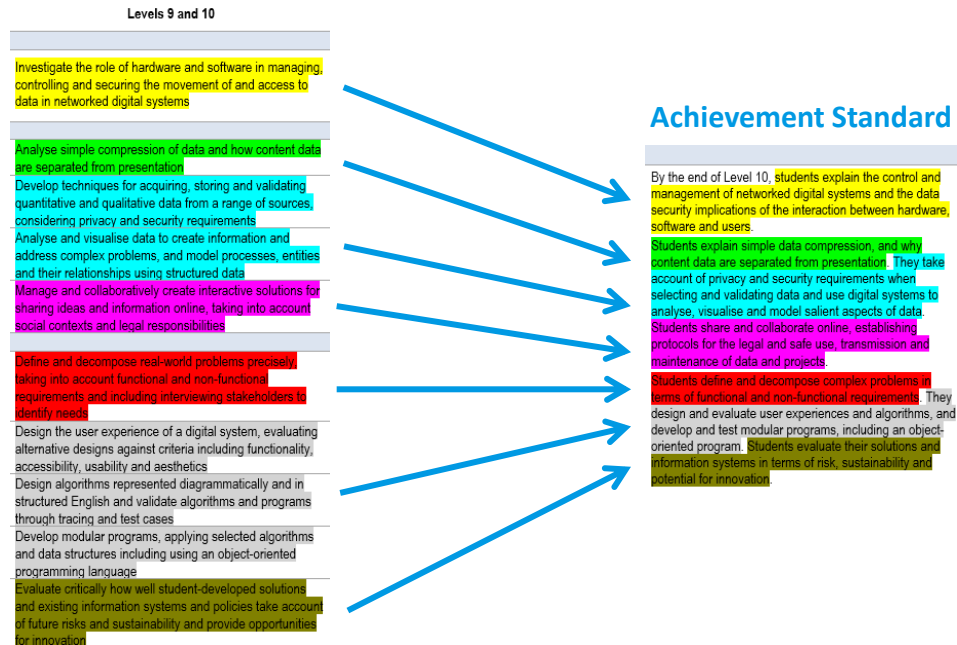 Levels 9 and 10
Investigate the role of hardware and software in managing,
controlling and securing the movement of and access to
data in networked digital systems
Analyse simple compression of data and how content data
are separated from presentation
Develop techniques for acquiring, storing and validating
quantitative and qualitative data from a range of sources,
considering privacy and security requirements
Analyse and visualise data to create information and
address complex problems, and model processes, entities
and their relationships using structured data
Manage and collaboratively create interactive solutions for
sharing ideas and information online, taking into account
social contexts and legal responsibilities
Define and decompose real-world problems precisely,
taking into account functional and non-functional
requirements and including interviewing stakeholders to
identify needs
Design the user experience of a digital system, evaluating
alternative designs against criteria including functionality,
accessibility, usability and aesthetics
Design algorithms represented diagrammatically and in
structured English and validate algorithms and programs
through tracing and test cases
Develop modular programs, applying selected algorithms
and data structures including using an object-oriented
programming language
Evaluate critically how well student-developed solutions
and existing information systems and policies take account
of future risks and sustainability and provide opportunities
for innovation
Achievement Standard
By the end of Level 10, students explain the control and
management of networked digital systems and the data
security implications of the interaction between hardware,
software and users.
Students explain simple data compression, and why
content data are separated from presentation. They take
account of privacy and security requirements when
selecting and validating data and use digital systems to
analyse, visualise and model salient aspects of data.
Students share and collaborate online, establishing
protocols for the legal and safe use, transmission and
maintenance of data and projects.
Students define and decompose complex problems in
terms of functional and non-functional requirements. They
design and evaluate user experiences and algorithms, and
develop and test modular programs, including an object-
oriented program. Students evaluate their solutions and
information systems in terms of risk, sustainability and
potential for innovation.